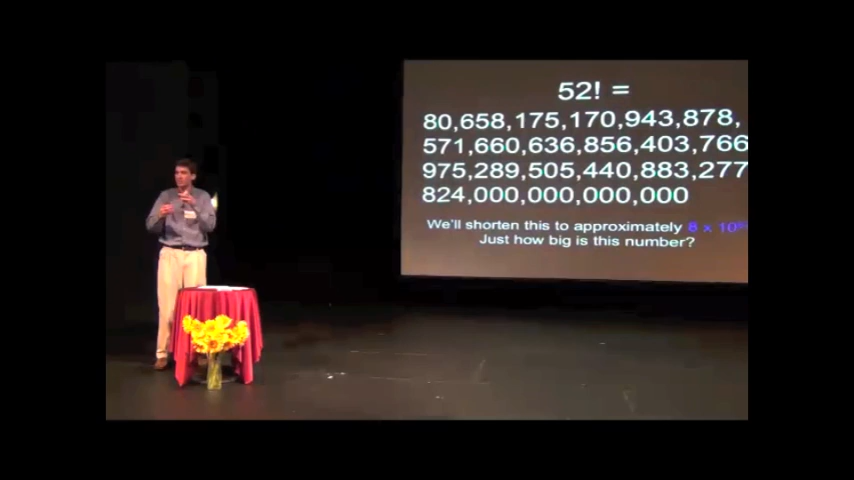 52! =
80,658,175,170,943,878,
571,660,636,856,403,766
975,289,505,440,883,277
824,000,000,000,000
We'll shorten this to approximately 8 x 10
Just how big is this number?